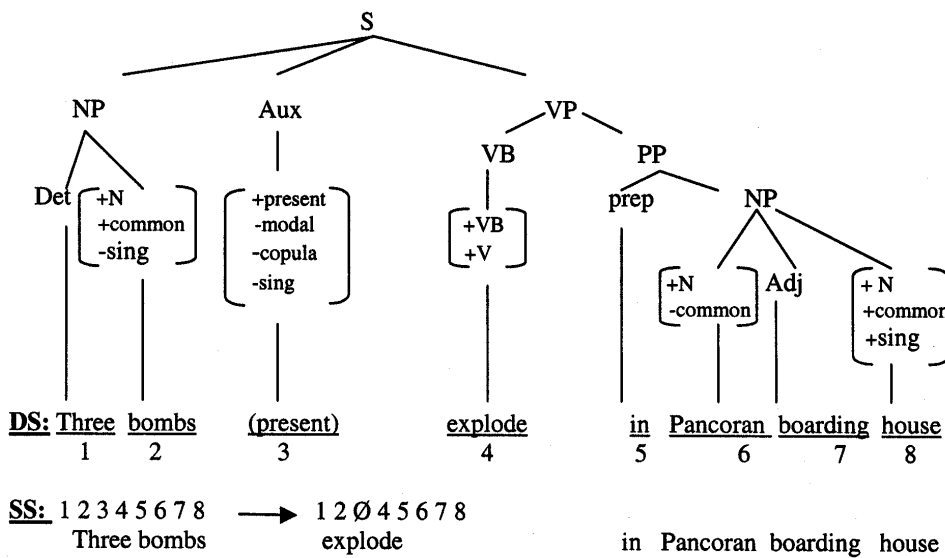 S
NP Aux VP
VB PP
Det +N +present prep NP
+common -modal +VB
-sing -copula +V
-sing
+N Adj + N
-common +common
+sing
DS: Three bombs (present) explode in Pancoran boarding house
1 2 3 4 5 6 7 8
SS: 1 2 3 4 5 6 7 8 → 1 2 Ø 4 5 6 7 8
Three bombs explode in Pancoran boarding house